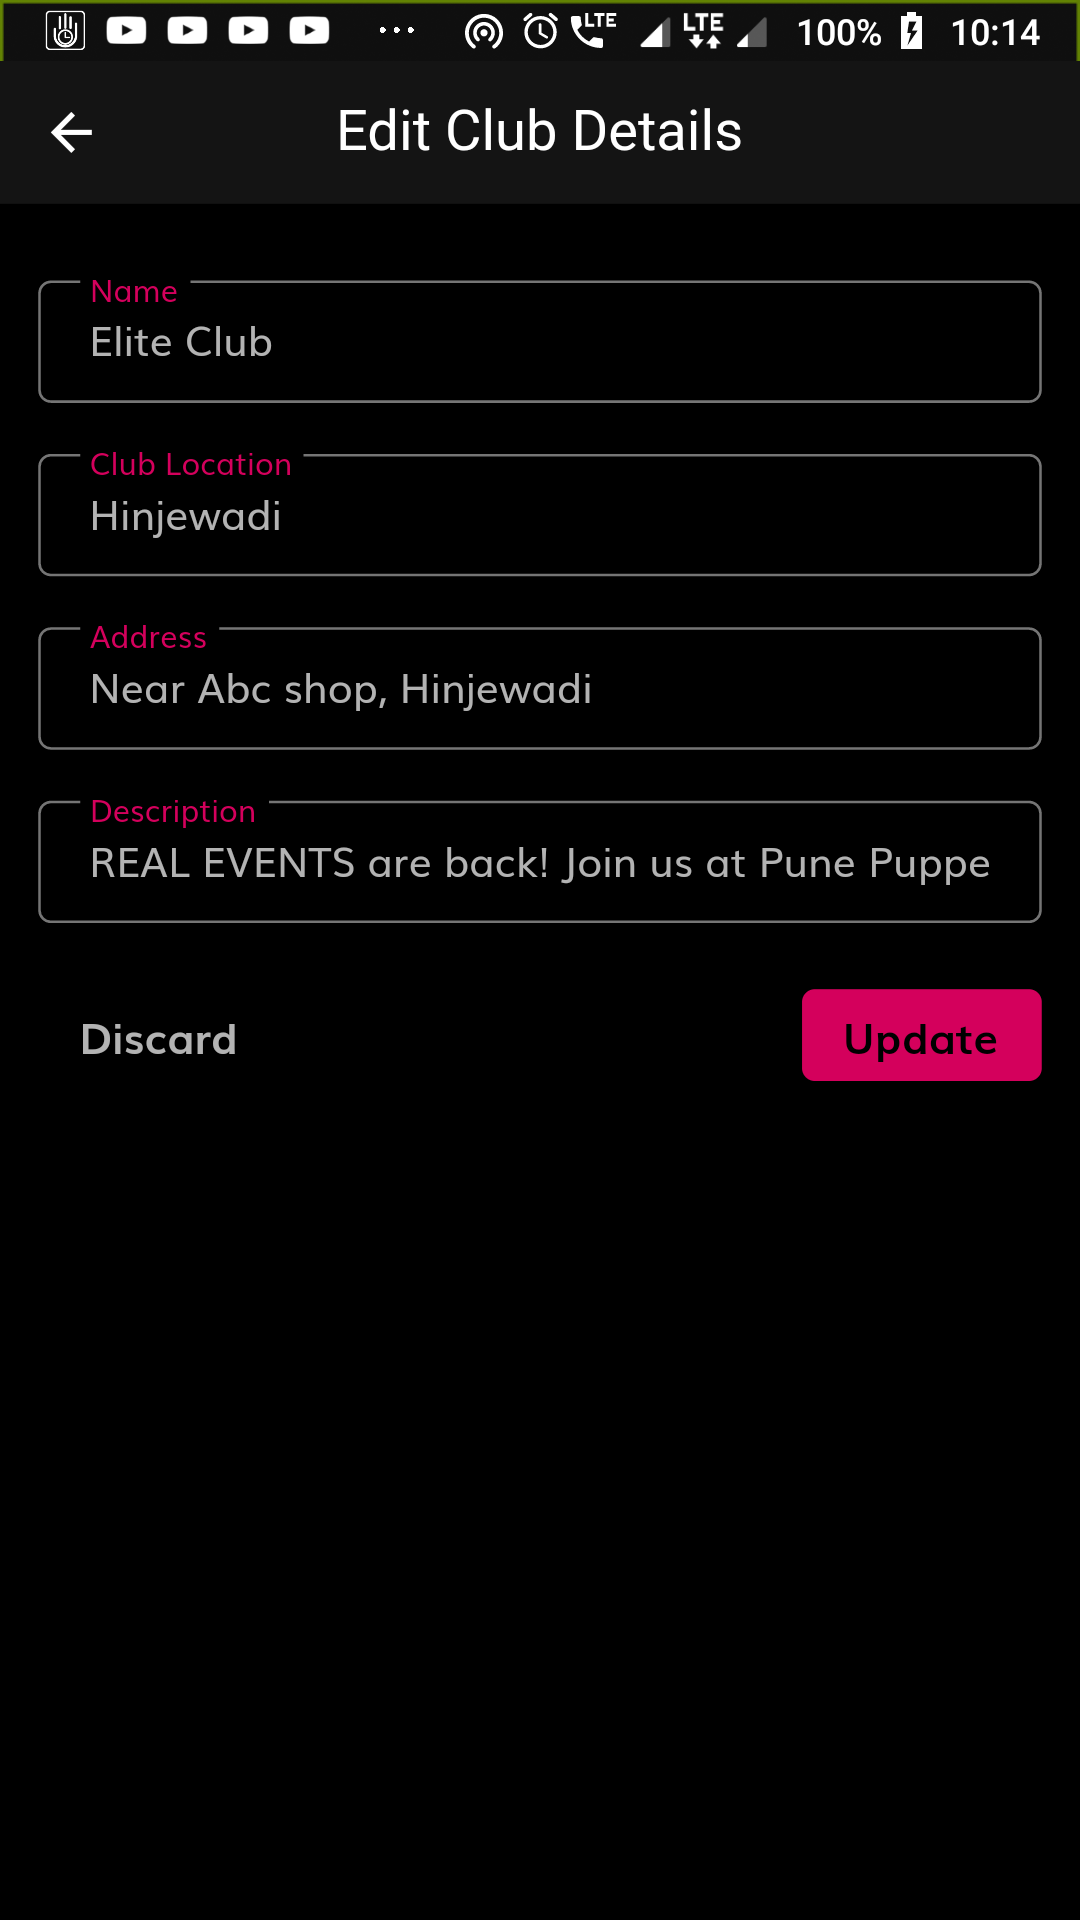 LTE LTE 100% 10:14
Edit Club Details
Name
Elite Club
Club Location
Hinjewadi
Address
Near Abc shop, Hinjewadi
Description
REAL EVENTS are back! Join us at Pune Puppe
Discard Update